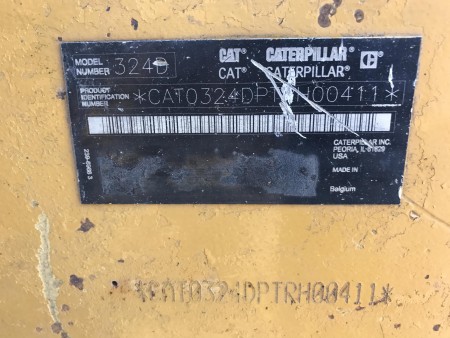 MODEL NUMBER 324D
CAT CATERPILLAR C
CAT® CATERPILLAR®
PRODUCT IDENTIFICATION NUMBER *CAT0324DPTRH00411*
CATERPILLAR INC.
PEORIA, IL 61629
USA
MADE IN
Belgium
*CAT0324DPTRH00411*